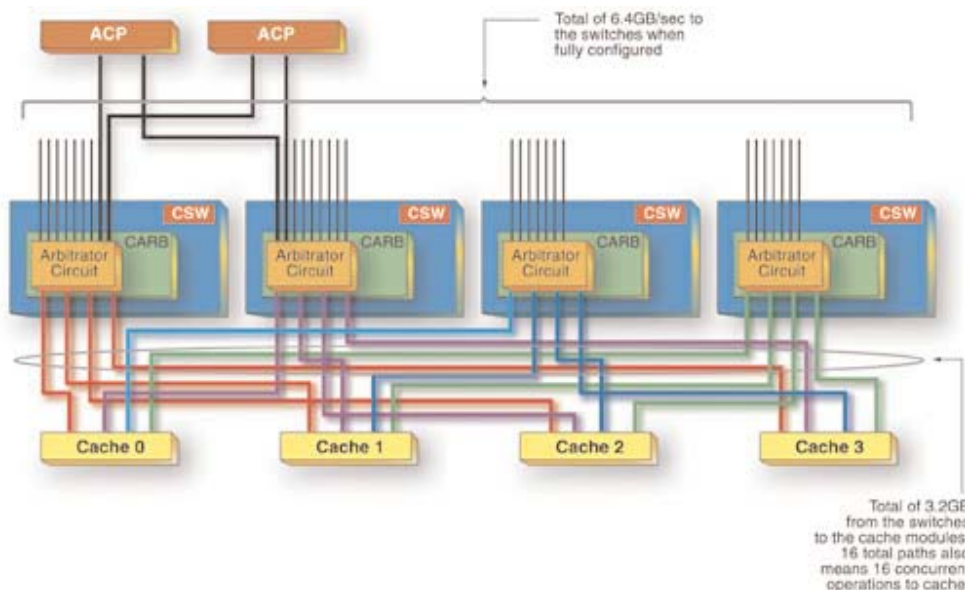 ACP
ACP
Total of 6.4GB/sec to
the switches when
fully configured
CSW
CSW
CSW
CSW
CARB
CARB
CARB
CARB
Arbitrator
Circuit
Arbitrator
Circuit
Arbitrator
Circuit
Arbitrator
Circuit
Cache 0
Cache 1
Cache 2
Cache 3
Total of 3.2GB
from the switches
to the cache modules
16 total paths also
means 16 concurren
operations to cache